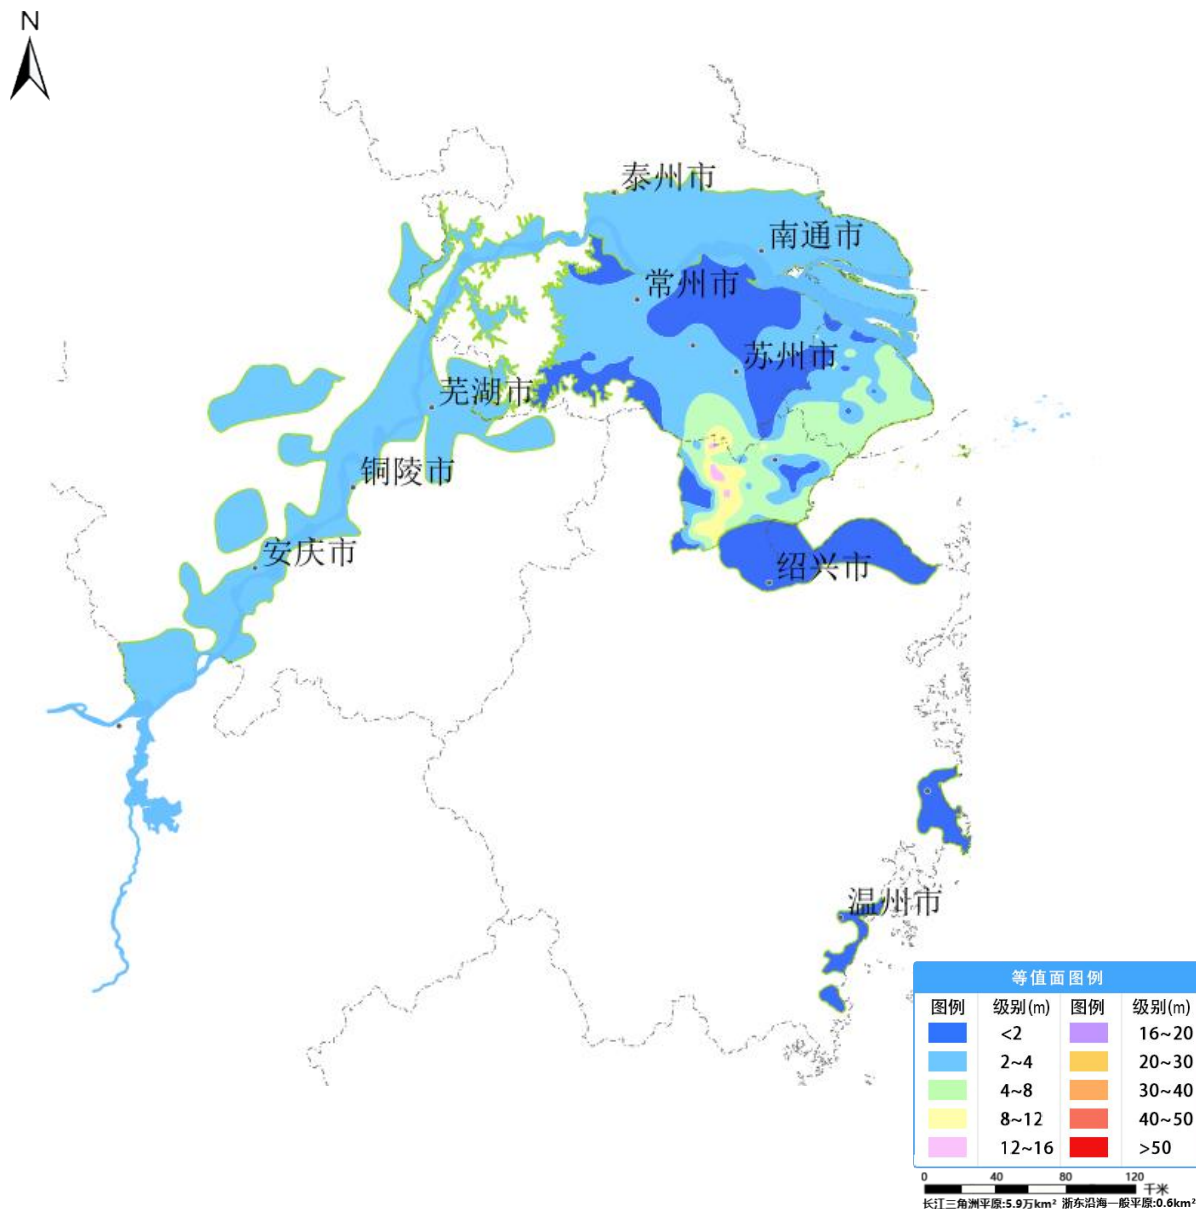 N
泰州市
南通市
常州市
苏州市
芜湖市
铜陵市
安庆市
绍兴市
温州市
等值面图例
图例 级别(m) 图例 级别(m)
<2 16~20
2~4 20~30
4~8 30~40
8~12 40~50
12~16 >50
0 40 80 120
千米
长江三角洲平原:5.9万km² 浙东沿海一般平原:0.6km²